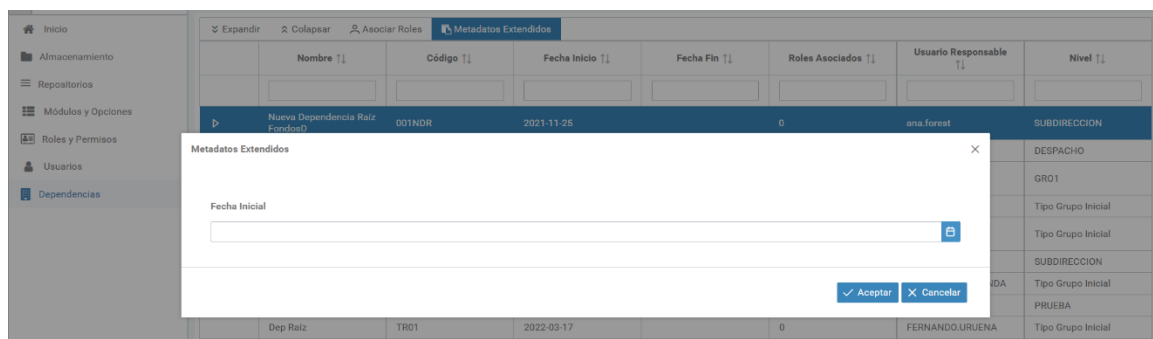 Inicio
Almacenamiento
Repositorios
Módulos y Opciones
Roles y Permisos
Usuarios
Dependencias
Expandir Colapsar Asociar Roles Metadatos Extendidos
Nombre Código Fecha Inicio Fecha Fin Roles Asociados Usuario Responsable Nivel
Nueva Dependencia Raíz
FondosD 001NDR 2021-11-25 0 ana.forest SUBDIRECCION
Metadatos Extendidos
DESPACHO
GRO1
Fecha Inicial
Tipo Grupo Inicial
Tipo Grupo Inicial
SUBDIRECCION
NDA Tipo Grupo Inicial
Aceptar Cancelar
PRUEBA
Dep Raíz TR01 2022-03-17 0 FERNANDO.URUENA Tipo Grupo Inicial